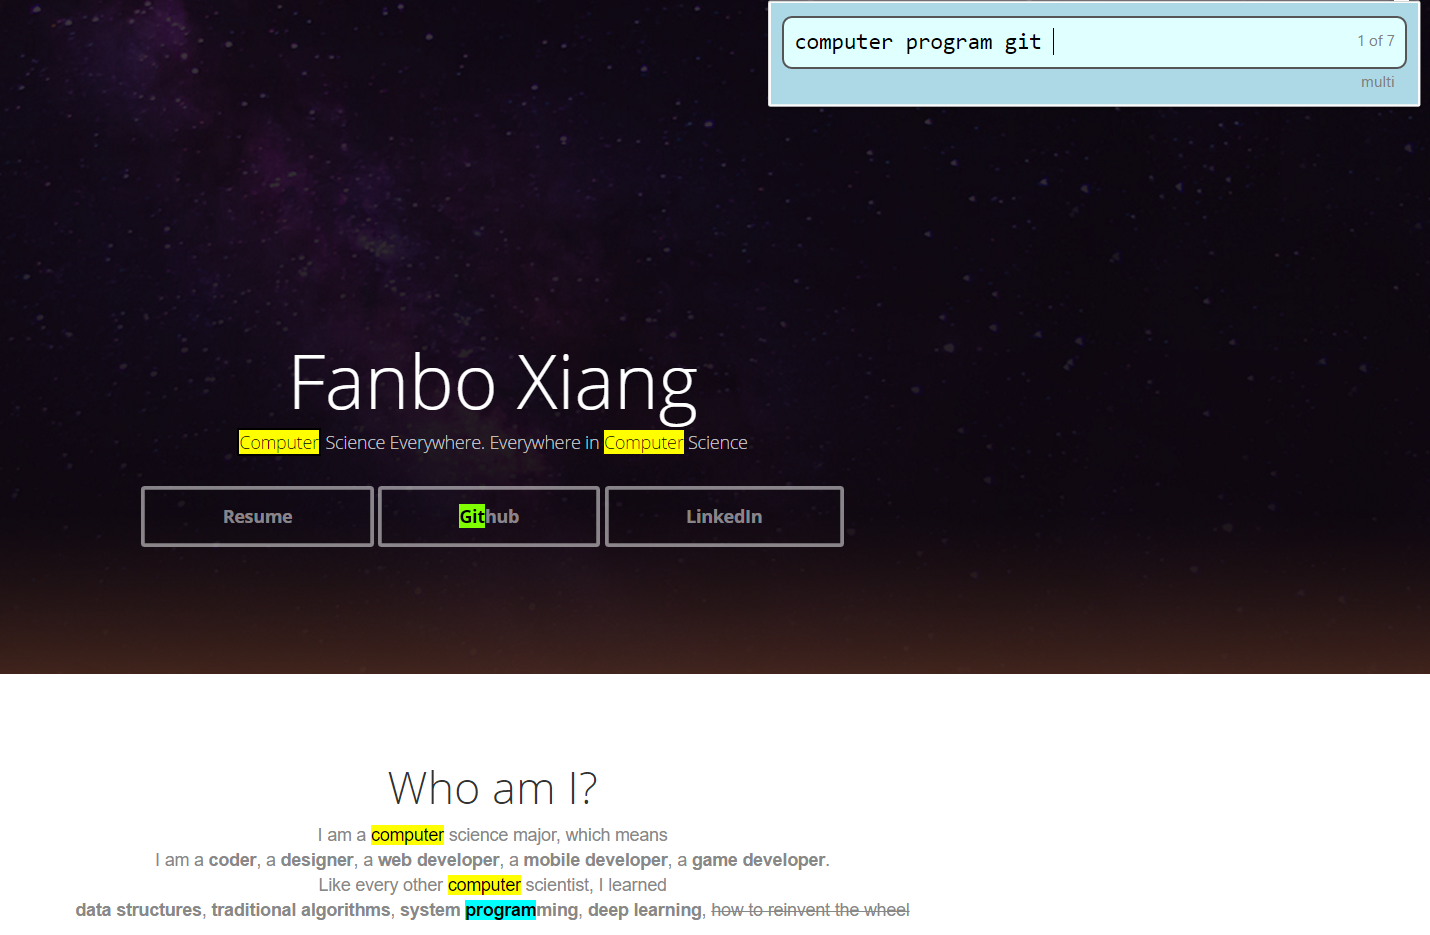 computer program git
1 of 7
multi
Fanbo Xiang
Computer Science Everywhere. Everywhere in Computer Science
Resume
Github
LinkedIn
Who am I?
I am a computer science major, which means
I am a coder, a designer, a web developer, a mobile developer, a game developer.
Like every other computer scientist, I learned
data structures, traditional algorithms, system programming, deep learning, how to reinvent the wheel